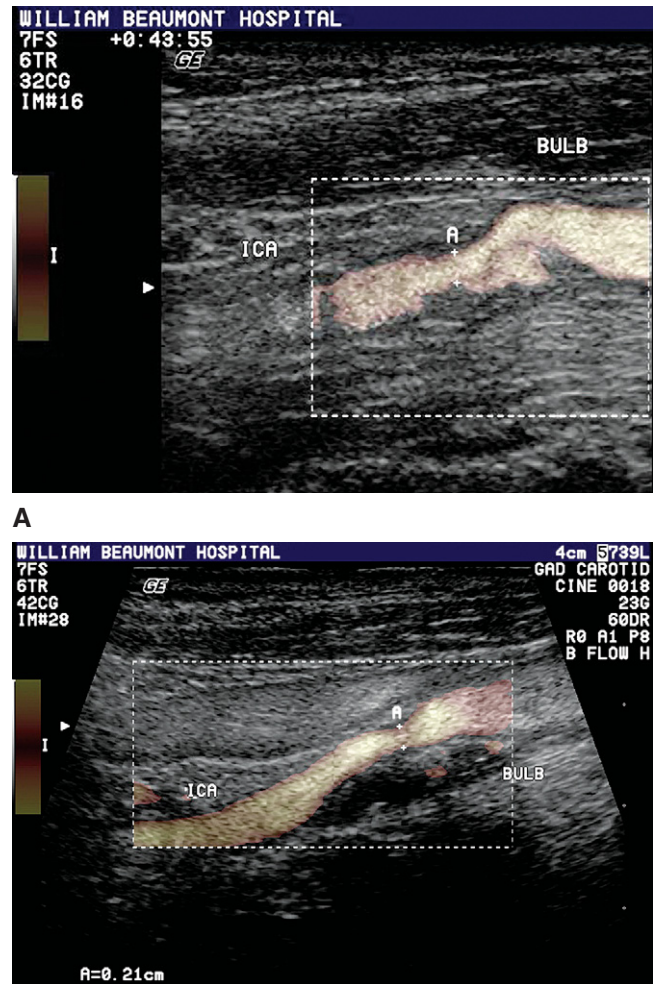 WILLIAM BEAUMONT HOSPITAL
7FS +0:43:55
6TR GE
32CG
IM#16
BULB
A
ICA
I
A
WILLIAM BEAUMONT HOSPITAL 4cm 5739L
7FS GAD CAROTID
6TR GE CINE 0018
42CG 23G
IM#28 60DR
R0 A1 P8
B FLOW H
A
I
ICA
BULB
A=0.21cm